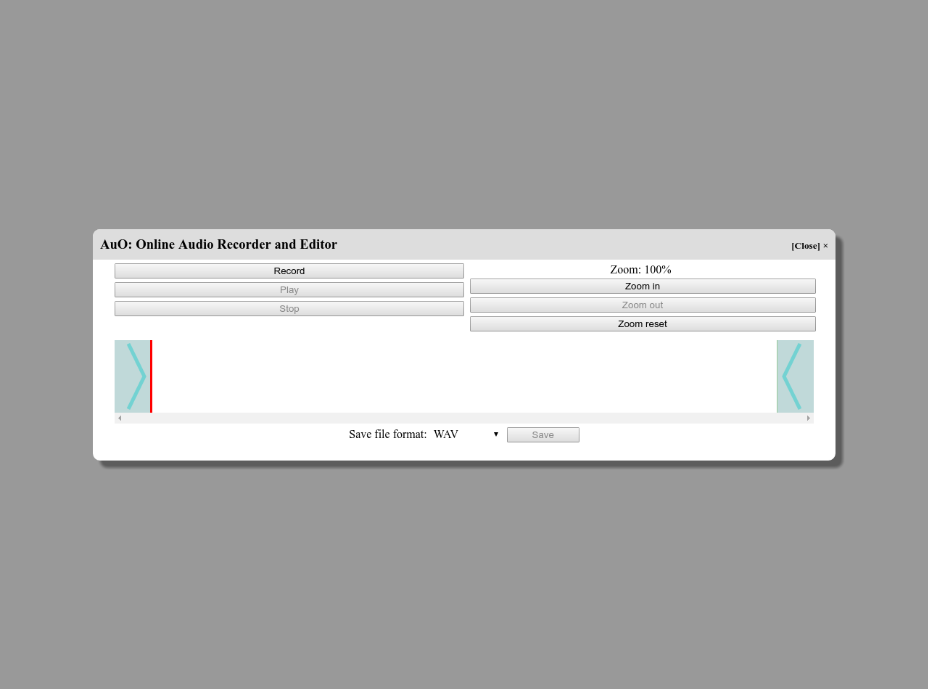 AuO: Online Audio Recorder and Editor
[Close] ×
Record
Play
Stop
Zoom: 100%
Zoom in
Zoom out
Zoom reset
Save file format: WAV
Save